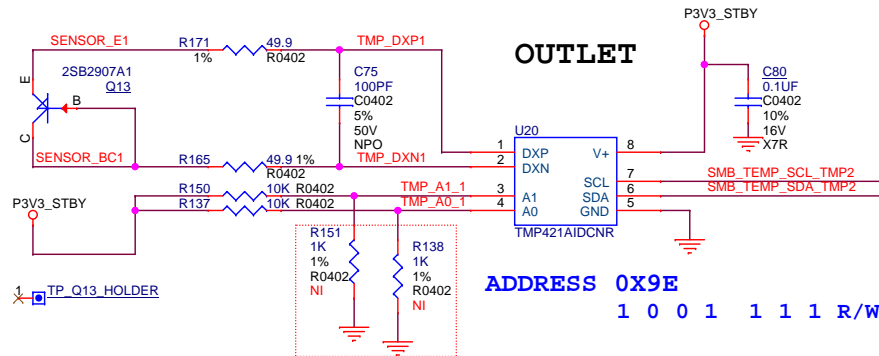 P3V3_STBY
SENSOR_E1
R171
49.9
TMP_DXP1
1%
R0402
OUTLET
2SB2907A1
Q13
E
B
C
C75
100PF
C0402
5%
50V
NPO
C80
0.1UF
C0402
10%
16V
X7R
U20
SENSOR_BC1
R165
49.9 1%
R0402
TMP_DXN1
1
DXP
V+
8
2
DXN
R150
10K
R0402
TMP_A1_1
3
A1
SCL
7
SMB_TEMP_SCL_TMP2
R137
10K
R0402
TMP_A0_1
4
A0
SDA
6
SMB_TEMP_SDA_TMP2
GND
5
TMP421AIDCNR
P3V3_STBY
R151
1K
1%
R0402
NI
R138
1K
1%
R0402
NI
1
TP_Q13_HOLDER
ADDRESS 0X9E
1 0 0 1 1 1 1 R/W